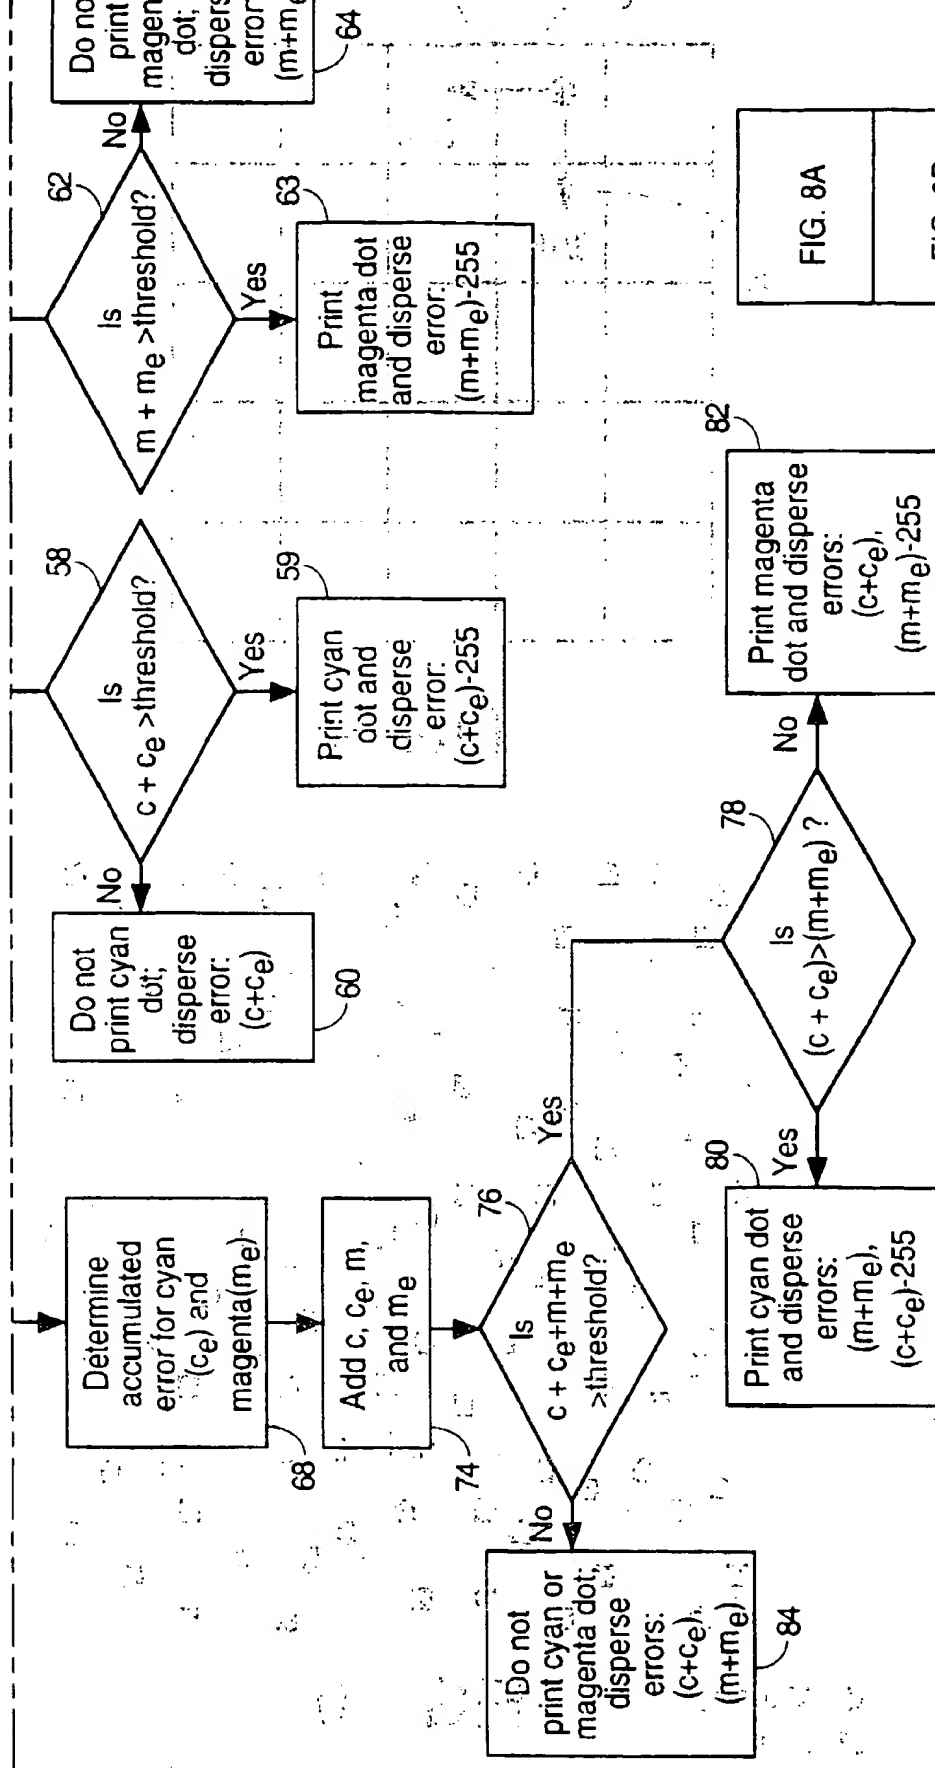 Do no
print
magen
dot;
dispers
error
(m+mₑ
64
No
62
Is
m + mₑ >threshold?
Yes
63
Print
magenta dot
and disperse
error:
(m+mₑ)-255
58
Is
c + cₑ >threshold?
Yes
59
Print cyan
dot and
disperse
error:
(c+cₑ)-255
No
Do not
print cyan
dot;
disperse
error:
(c+cₑ)
60
Determine
accumulated
error for cyan
(cₑ) and
magenta(mₑ)
68
Add c, cₑ, m,
and mₑ
74
76
Is
c + cₑ+m+mₑ
>threshold?
Yes
No
Do not
print cyan or
magenta dot;
disperse
errors:
(c+cₑ),
(m+mₑ)
84
78
Is
(c + cₑ)>(m+mₑ) ?
Yes
80
Print cyan dot
and disperse
errors:
(m+mₑ),
(c+cₑ)-255
No
82
Print magenta
dot and disperse
errors:
(c+cₑ),
(m+mₑ)-255
FIG. 8A